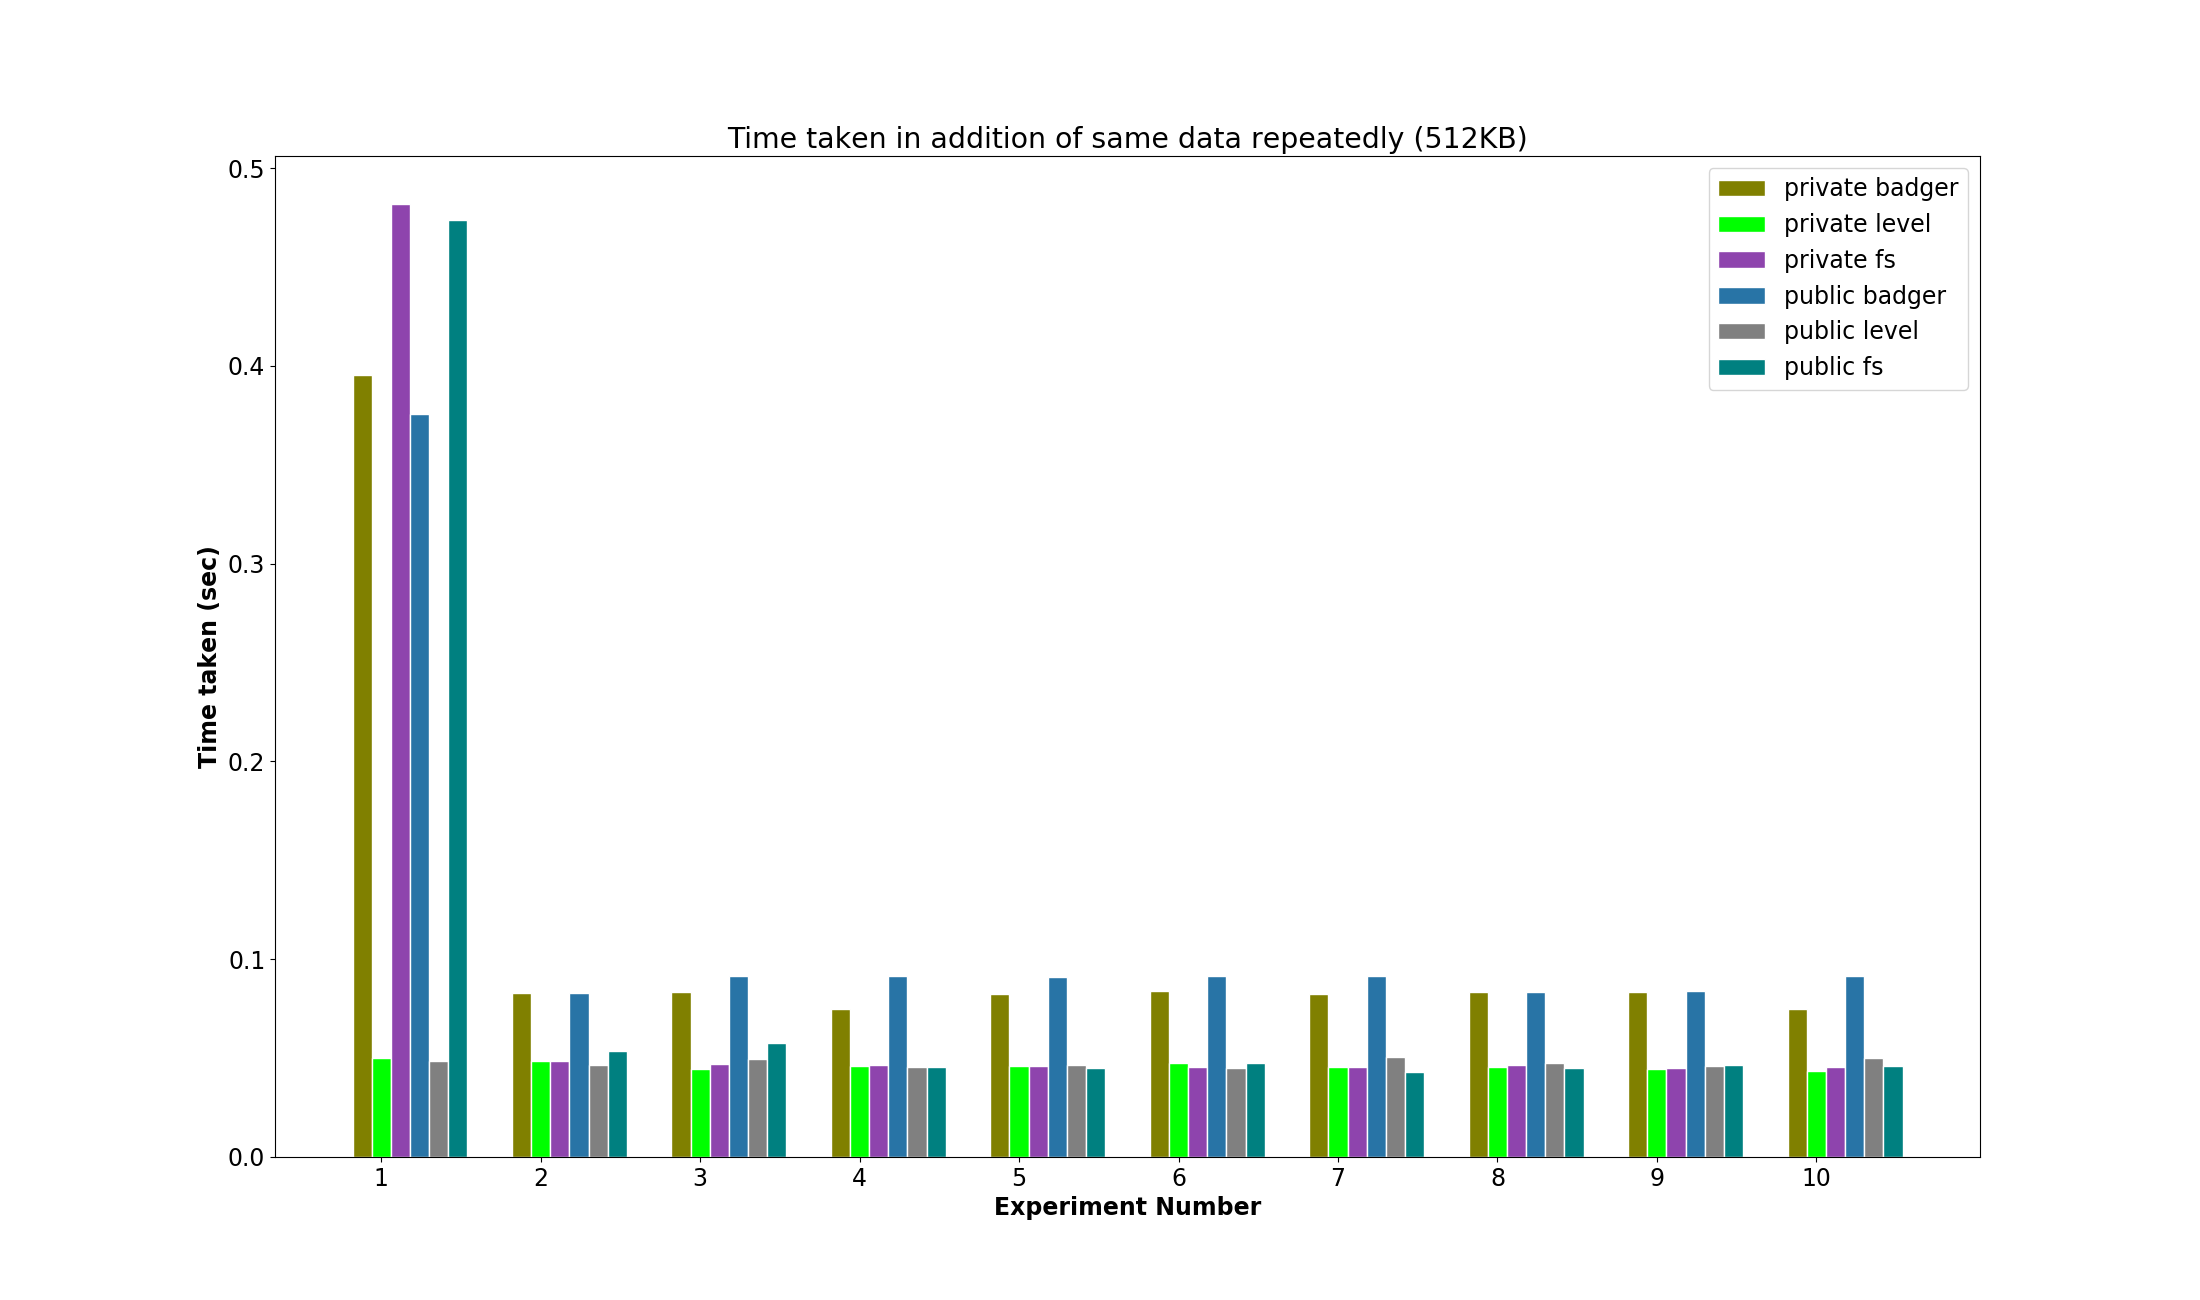 Time taken in addition of same data repeatedly (512KB)
0.5
0.4
0.3
0.2
0.1
0.0
Time taken (sec)
private badger
private level
private fs
public badger
public level
public fs
1 2 3 4 5 6 7 8 9 10
Experiment Number